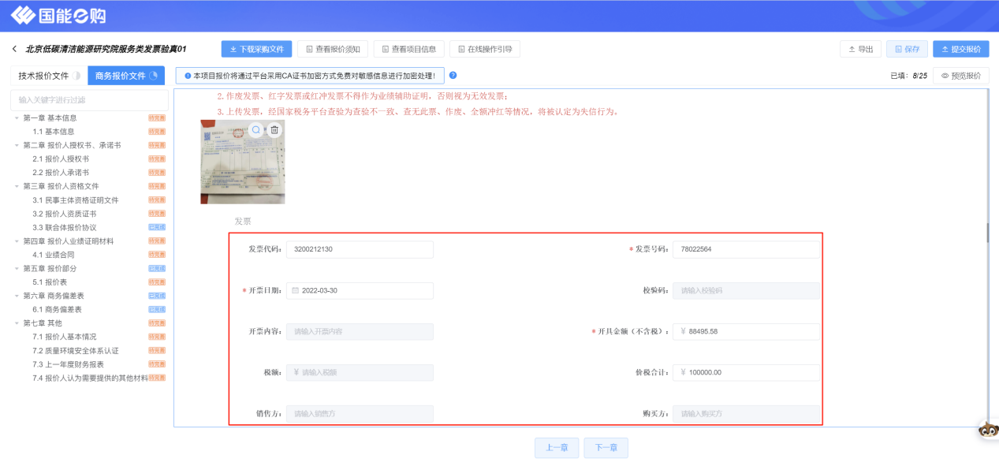 国能e购
北京低碳清洁能源研究院服务类发票验真01
下载采购文件
查看报价须知
查看项目信息
在线操作引导
导出
保存
提交报价
技术报价文件
商务报价文件
本项目报价将通过平台采用CA证书加密方式免费对敏感信息进行加密处理！
已填：8/25
预览报价
输入关键字进行过滤
第一章 基本信息 待完善
1.1 基本信息 待完善
第二章 报价人授权书、承诺书 待完善
2.1 报价人授权书 待完善
2.2 报价人承诺书 待完善
第三章 报价人资格文件 待完善
3.1 民事主体资格证明文件 待完善
3.2 报价人资质证书 待完善
3.3 联合体报价协议 已完成
第四章 报价人业绩证明材料 待完善
4.1 业绩合同 待完善
第五章 报价部分 已完成
5.1 报价表 待完善
第六章 商务偏差表 已完成
6.1 商务偏差表 已完成
第七章 其他 待完善
7.1 报价人基本情况 待完善
7.2 质量环境安全体系认证 待完善
7.3 上一年度财务报表 待完善
7.4 报价人认为需要提供的其他材料 待完善
2.作废发票、红字发票或红冲发票不得作为业绩辅助证明，否则视为无效发票；
3.上传发票，经国家税务平台查验为查验不一致、查无此票、作废、全额冲红等情况，将被认定为失信行为。
发票
发票代码： 3200212130
* 发票号码： 78022564
* 开票日期： 2022-03-30
校验码： 请输入校验码
开票内容： 请输入开票内容
* 开具金额（不含税）： ¥ 88495.58
税额： ¥ 请输入税额
价税合计： ¥ 100000.00
销售方： 请输入销售方
购买方： 请输入购买方
上一章
下一章